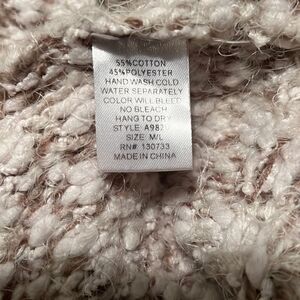 55%COTTON
45%POLYESTER
HAND WASH COLD
WATER SEPARATELY
COLOR WILL BLEED
NO BLEACH
HANG TO DRY
STYLE:
SIZE: M/L
RN# 130733
MADE IN CHINA